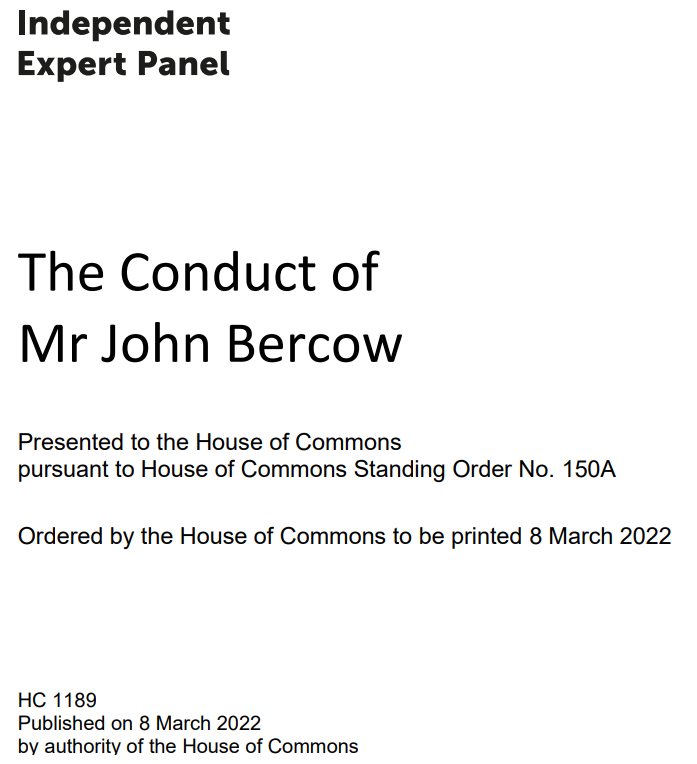 Independent
Expert Panel
The Conduct of
Mr John Bercow
Presented to the House of Commons
pursuant to House of Commons Standing Order No. 150A
Ordered by the House of Commons to be printed 8 March 2022
HC 1189
Published on 8 March 2022
by authority of the House of Commons